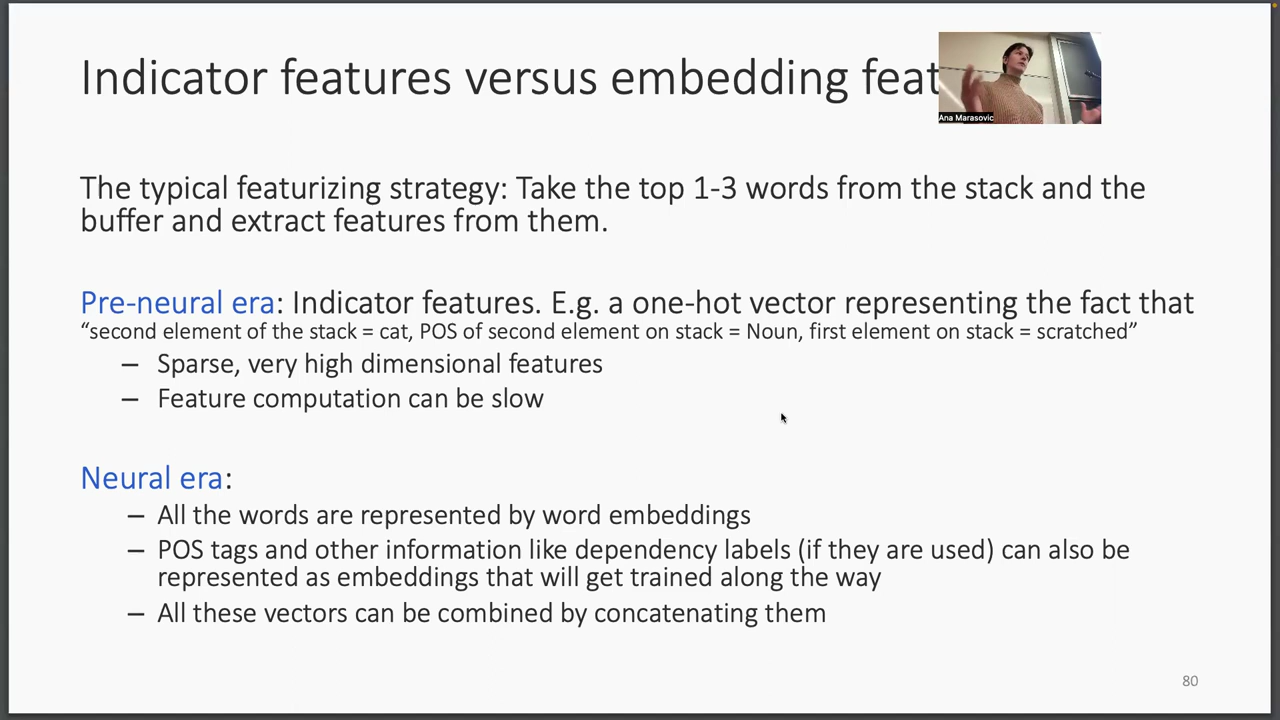 Indicator features versus embedding feat
Ana Marasovic
The typical featurizing strategy: Take the top 1-3 words from the stack and the
buffer and extract features from them.
Pre-neural era: Indicator features. E.g. a one-hot vector representing the fact that
“second element of the stack = cat, POS of second element on stack = Noun, first element on stack = scratched”
– Sparse, very high dimensional features
– Feature computation can be slow
Neural era:
– All the words are represented by word embeddings
– POS tags and other information like dependency labels (if they are used) can also be
represented as embeddings that will get trained along the way
– All these vectors can be combined by concatenating them
80